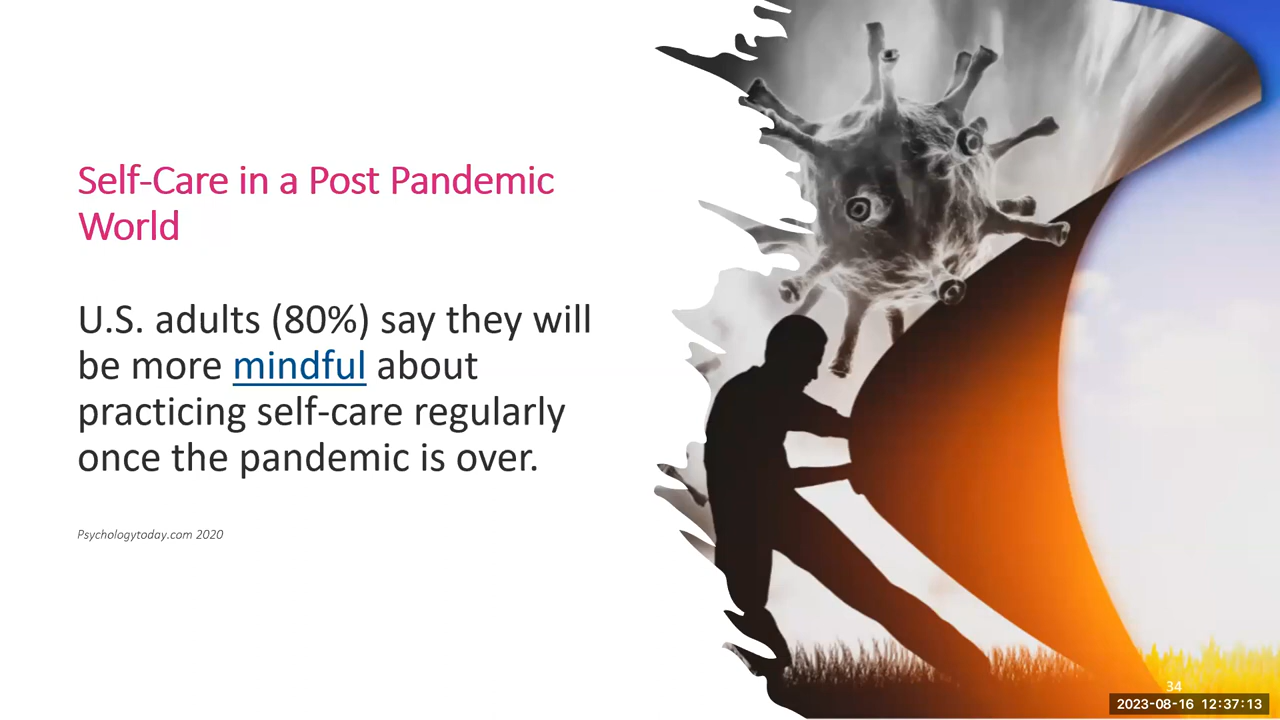 Self-Care in a Post Pandemic
World
U.S. adults (80%) say they will
be more mindful about
practicing self-care regularly
once the pandemic is over.
Psychologytoday.com 2020
34
2023-08-16 12:37:13